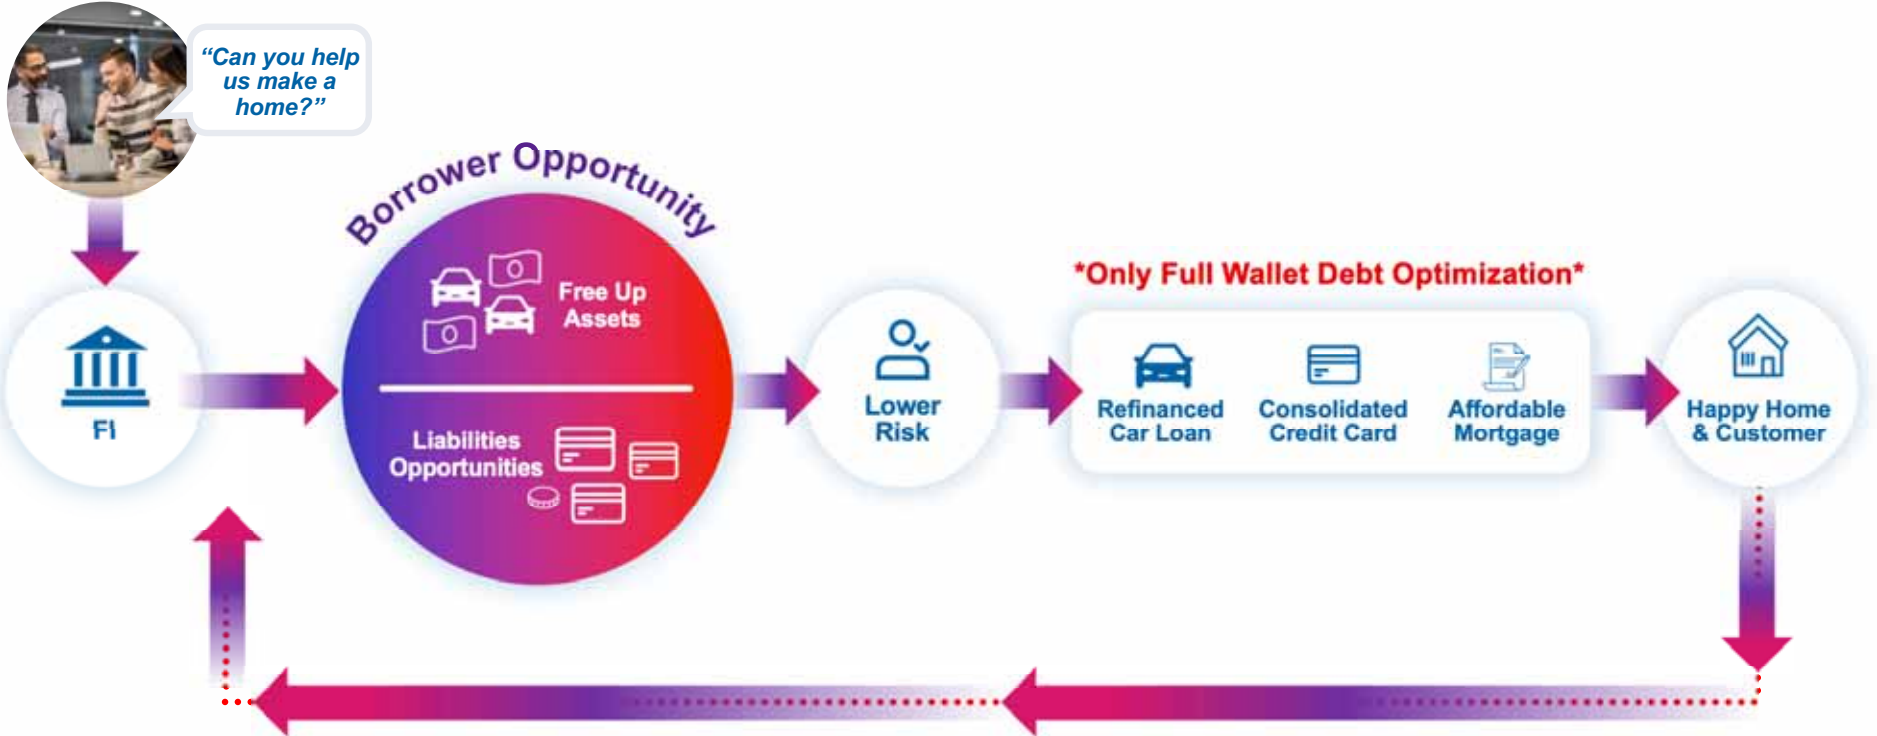 “Can you help
us make a
home?”
Borrower Opportunity
Free Up
Assets
Liabilities
Opportunities
FI
Lower
Risk
*Only Full Wallet Debt Optimization*
Refinanced
Car Loan
Consolidated
Credit Card
Affordable
Mortgage
Happy Home
& Customer